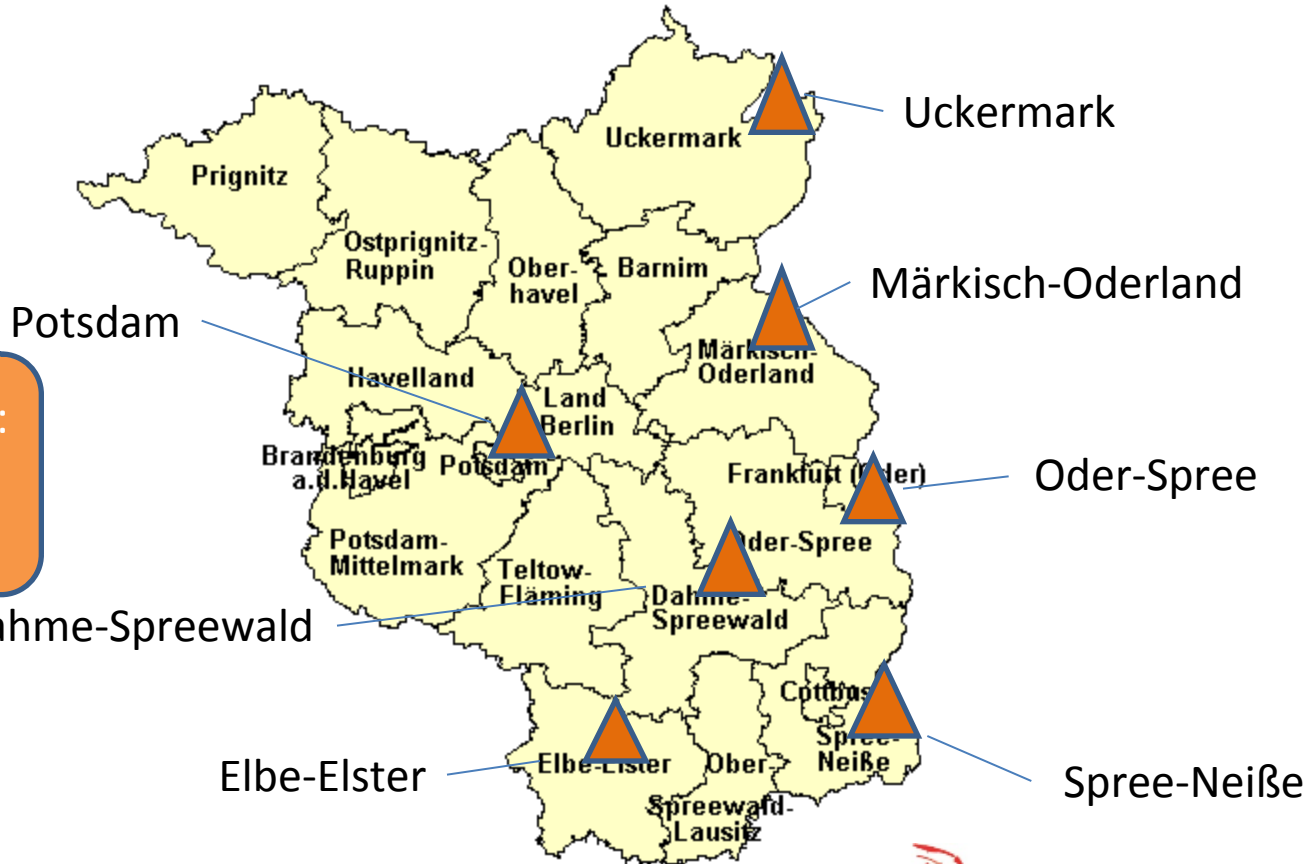 Uckermark
Uckermark
Prignitz
Ostprignitz-
Ruppin
Ober-
havel
Barnim
Märkisch-Oderland
Potsdam
Märkisch-
Oderland
Havelland
Land
Berlin
:
Brandenburg
a.d.Havel
Potsdam
Frankfurt (Oder)
Oder-Spree
Potsdam-
Mittelmark
Teltow-
Fläming
Oder-Spree
Dahme-
Spreewald
ahme-Spreewald
Cottbus
Spree-
Neiße
Elbe-Elster
Elbe-Elster
Ober-
Spreewald-
Lausitz
Spree-Neiße